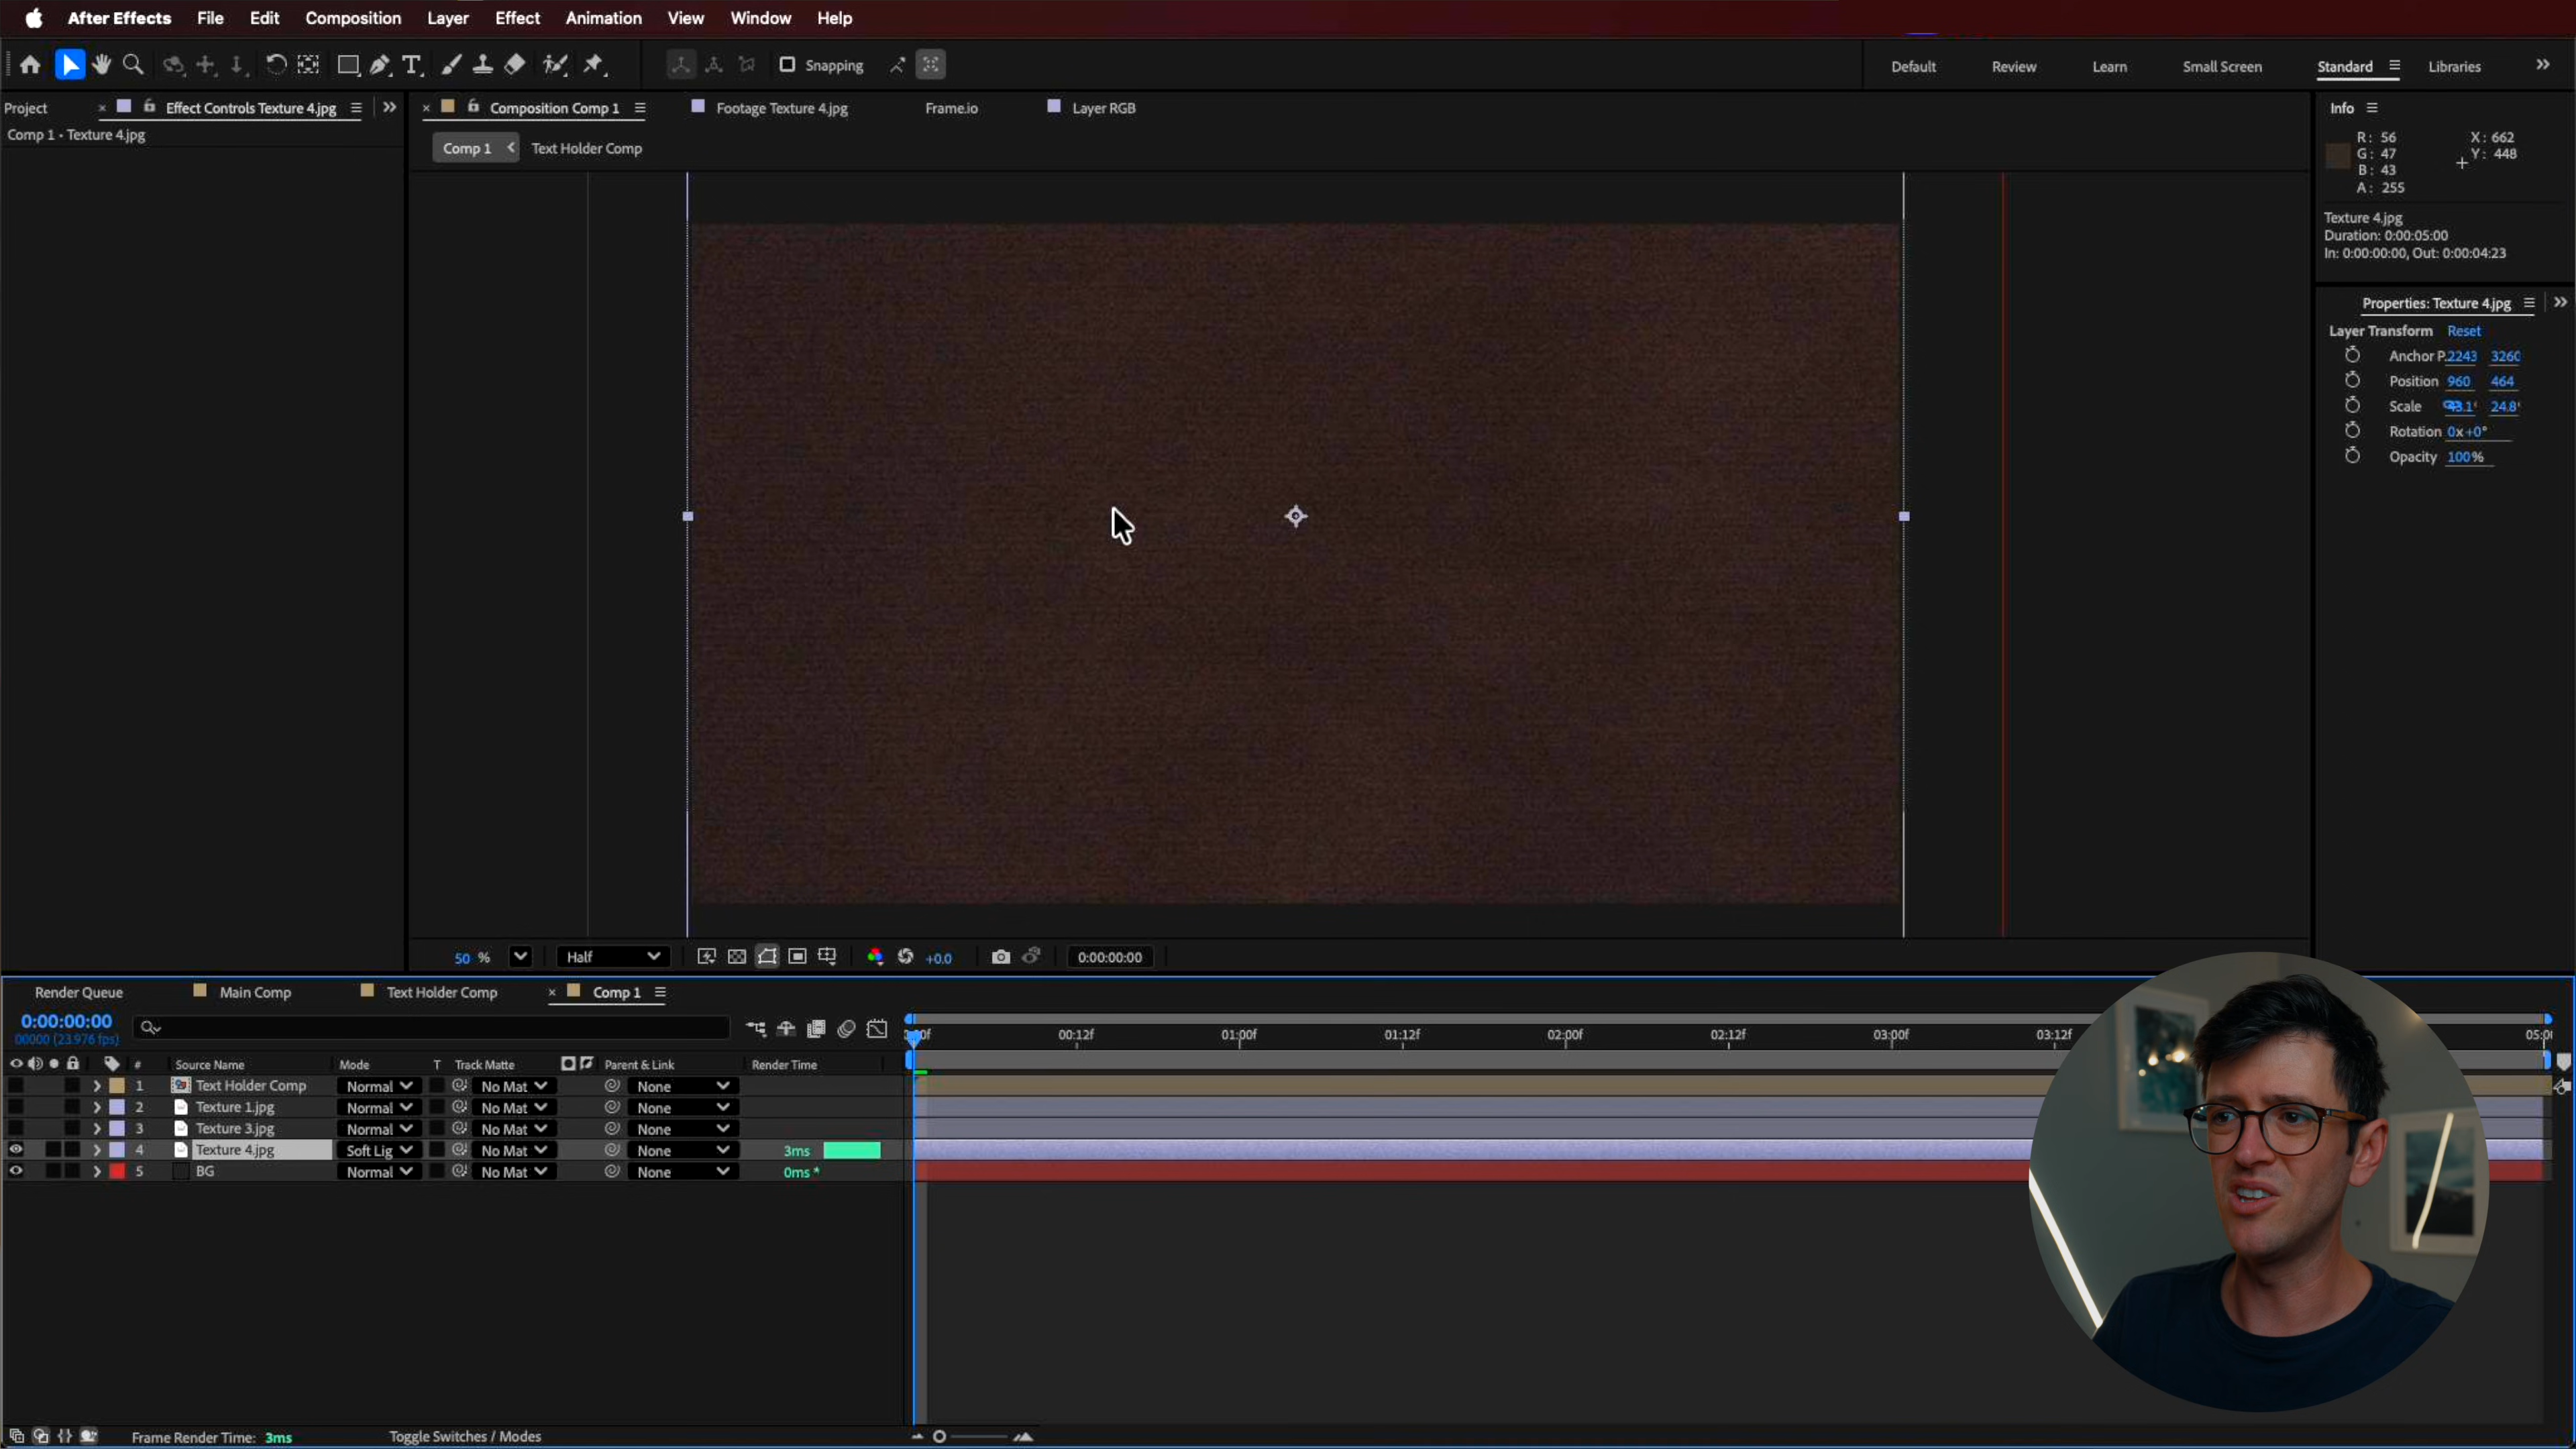 After Effects File Edit Composition Layer Effect Animation View Window Help
Snapping Default Review Learn Small Screen Standard Libraries
Project Effect Controls Texture 4.jpg Composition Comp 1 Footage Texture 4.jpg Frame.io Layer RGB Info
Comp 1 • Texture 4.jpg
Comp 1 Text Holder Comp
R: 56 X: 662
G: 47 Y: 448
B: 43
A: 255
Texture 4.jpg
Duration: 0:00:05:00
In: 0:00:00:00, Out: 0:00:04:23
Properties: Texture 4.jpg
Layer Transform Reset
Anchor P. 2243 3260
Position 960 464
Scale 43.1 24.8
Rotation 0x+0°
Opacity 100%
50 % Half +0.0 0:00:00:00
Render Queue Main Comp Text Holder Comp Comp 1
0:00:00:00
00000 (23.976 fps)
00:12f 01:00f 01:12f 02:00f 02:12f 03:00f 03:12f
# Source Name Mode T Track Matte Parent & Link Render Time
1 Text Holder Comp Normal No Mat None
2 Texture 1.jpg Normal No Mat None
3 Texture 3.jpg Normal No Mat None
4 Texture 4.jpg Soft Lig No Mat None 3ms
5 BG Normal No Mat None 0ms *
Frame Render Time: 3ms Toggle Switches / Modes